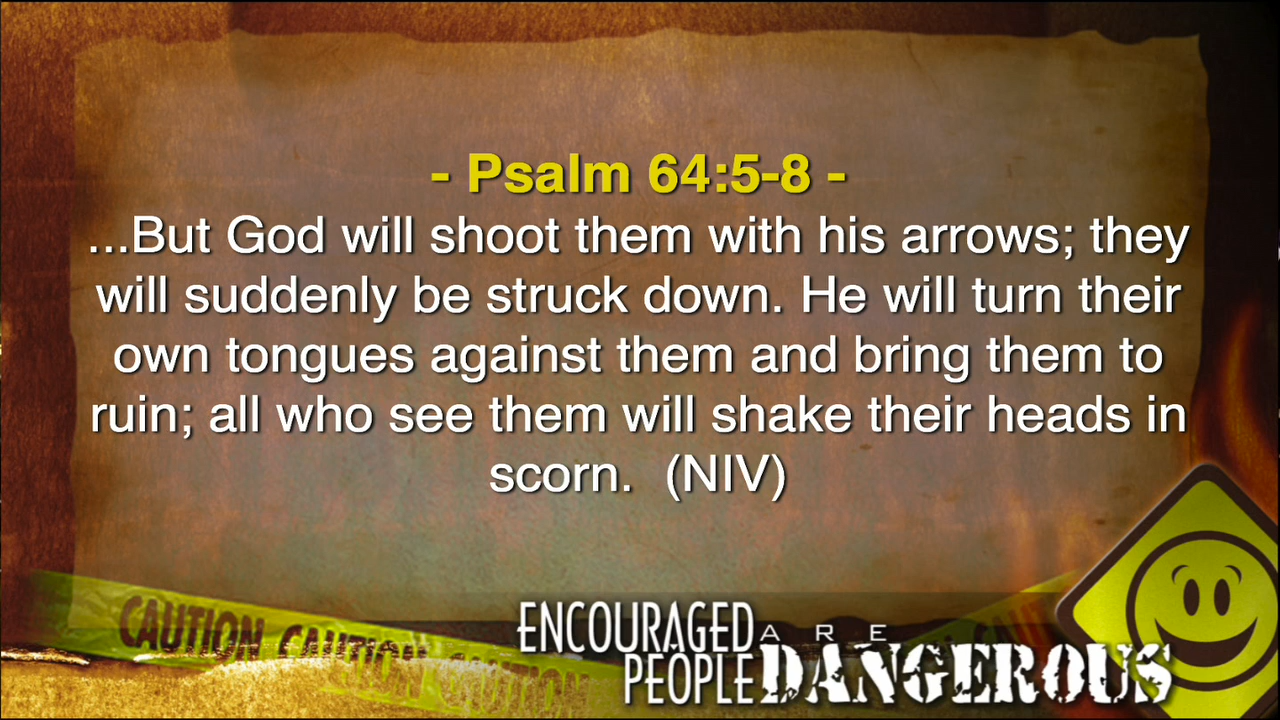 - Psalm 64:5-8 -
...But God will shoot them with his arrows; they
will suddenly be struck down. He will turn their
own tongues against them and bring them to
ruin; all who see them will shake their heads in
scorn.  (NIV)
CAUTION CAUTION CAUTION
ENCOURAGED ARE
PEOPLE DANGEROUS